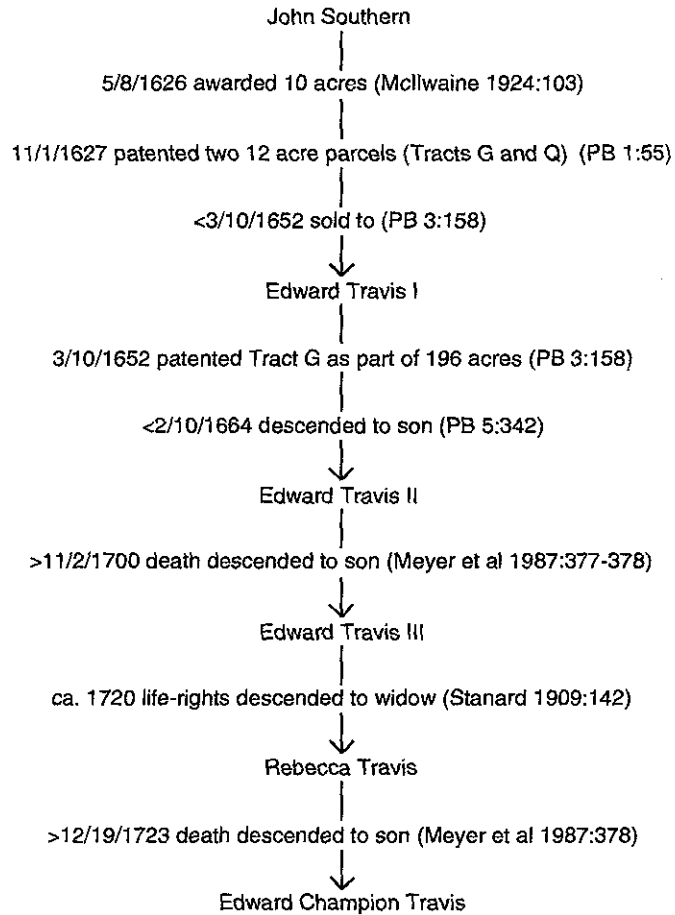 John Southern
5/8/1626 awarded 10 acres (McIlwaine 1924:103)
11/1/1627 patented two 12 acre parcels (Tracts G and Q) (PB 1:55)
<3/10/1652 sold to (PB 3:158)
Edward Travis I
3/10/1652 patented Tract G as part of 196 acres (PB 3:158)
<2/10/1664 descended to son (PB 5:342)
Edward Travis II
>11/2/1700 death descended to son (Meyer et al 1987:377-378)
Edward Travis III
ca. 1720 life-rights descended to widow (Stanard 1909:142)
Rebecca Travis
>12/19/1723 death descended to son (Meyer et al 1987:378)
Edward Champion Travis